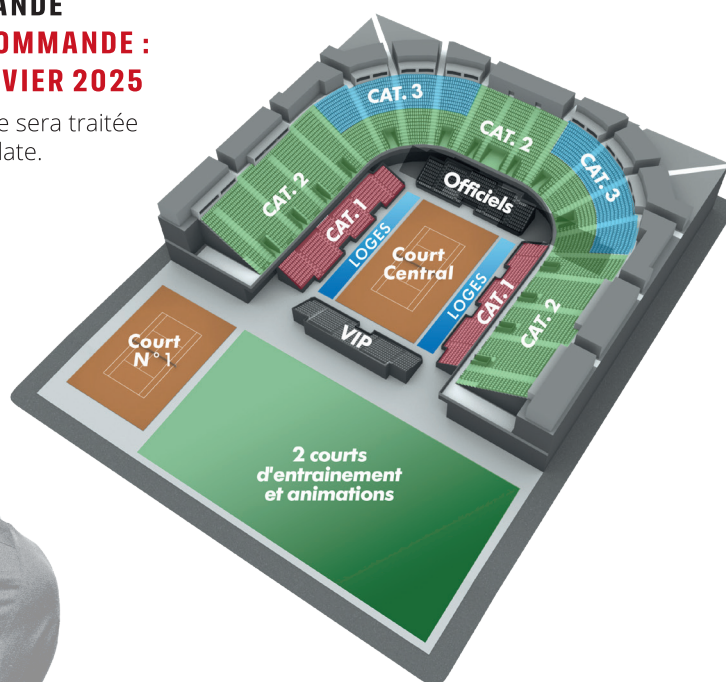 ANDE
OMMANDE :
VIER 2025
e sera traitée
late.
CAT. 3
CAT. 2
CAT. 3
CAT. 2
Officiels
CAT. 1
LOGES
Court
Central
LOGES
CAT. 1
CAT. 2
VIP
Court
N° 1
2 courts
d'entrainement
et animations